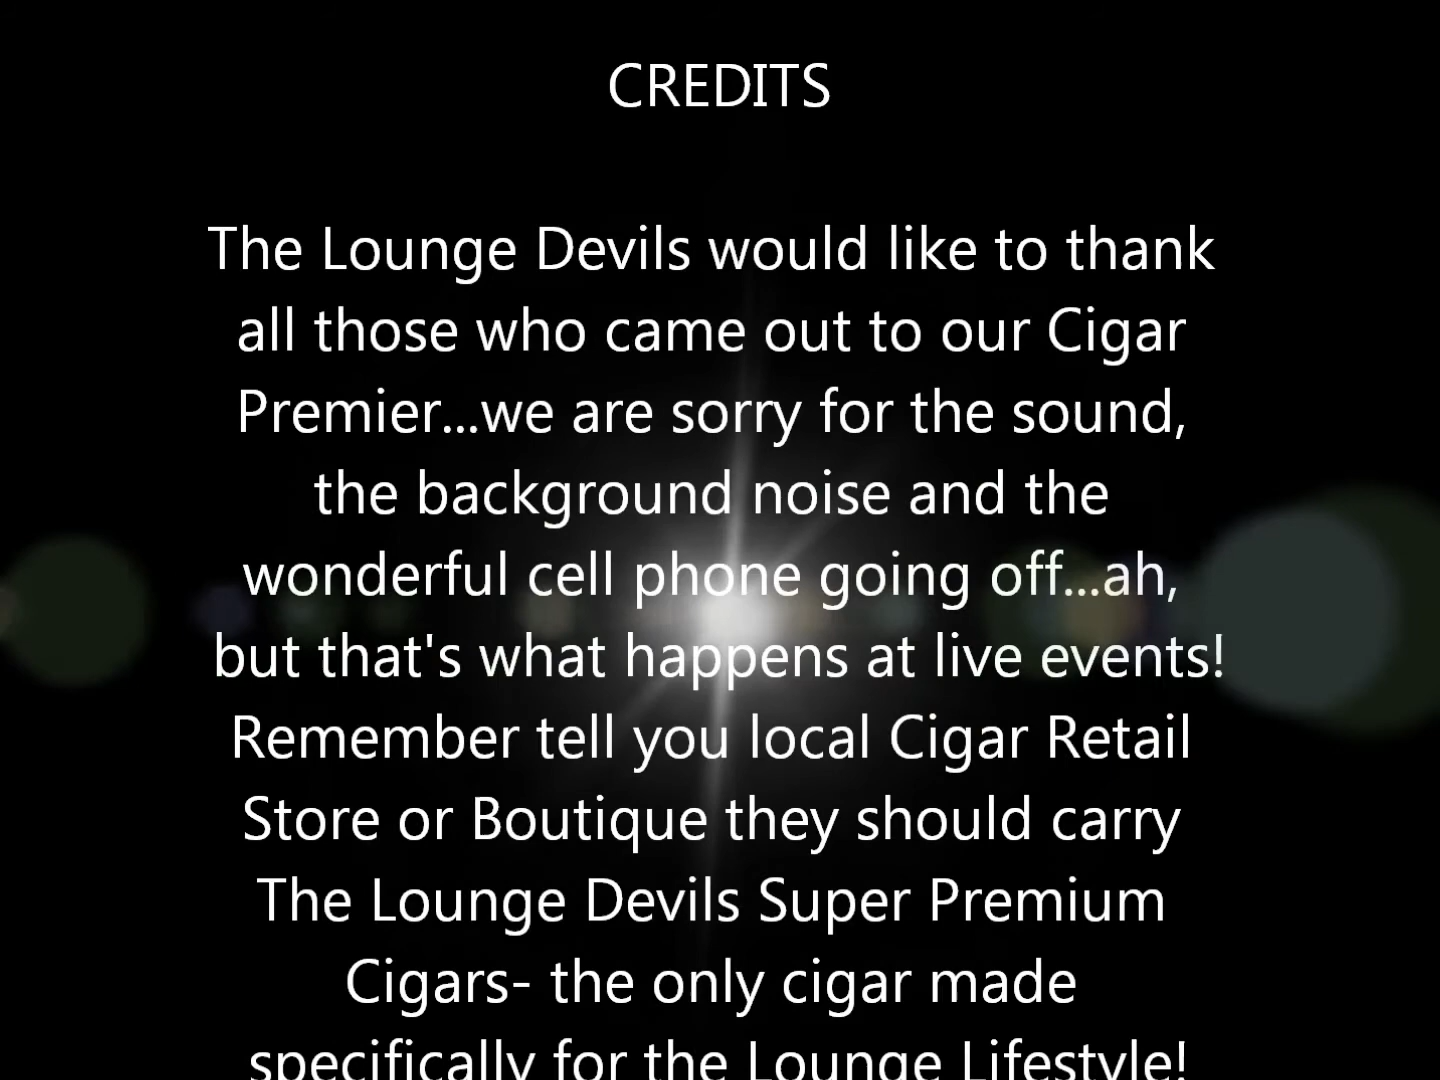 CREDITS
The Lounge Devils would like to thank
all those who came out to our Cigar
Premier...we are sorry for the sound,
the background noise and the
wonderful cell phone going off...ah,
but that's what happens at live events!
Remember tell you local Cigar Retail
Store or Boutique they should carry
The Lounge Devils Super Premium
Cigars- the only cigar made
specifically for the Lounge Lifestyle!